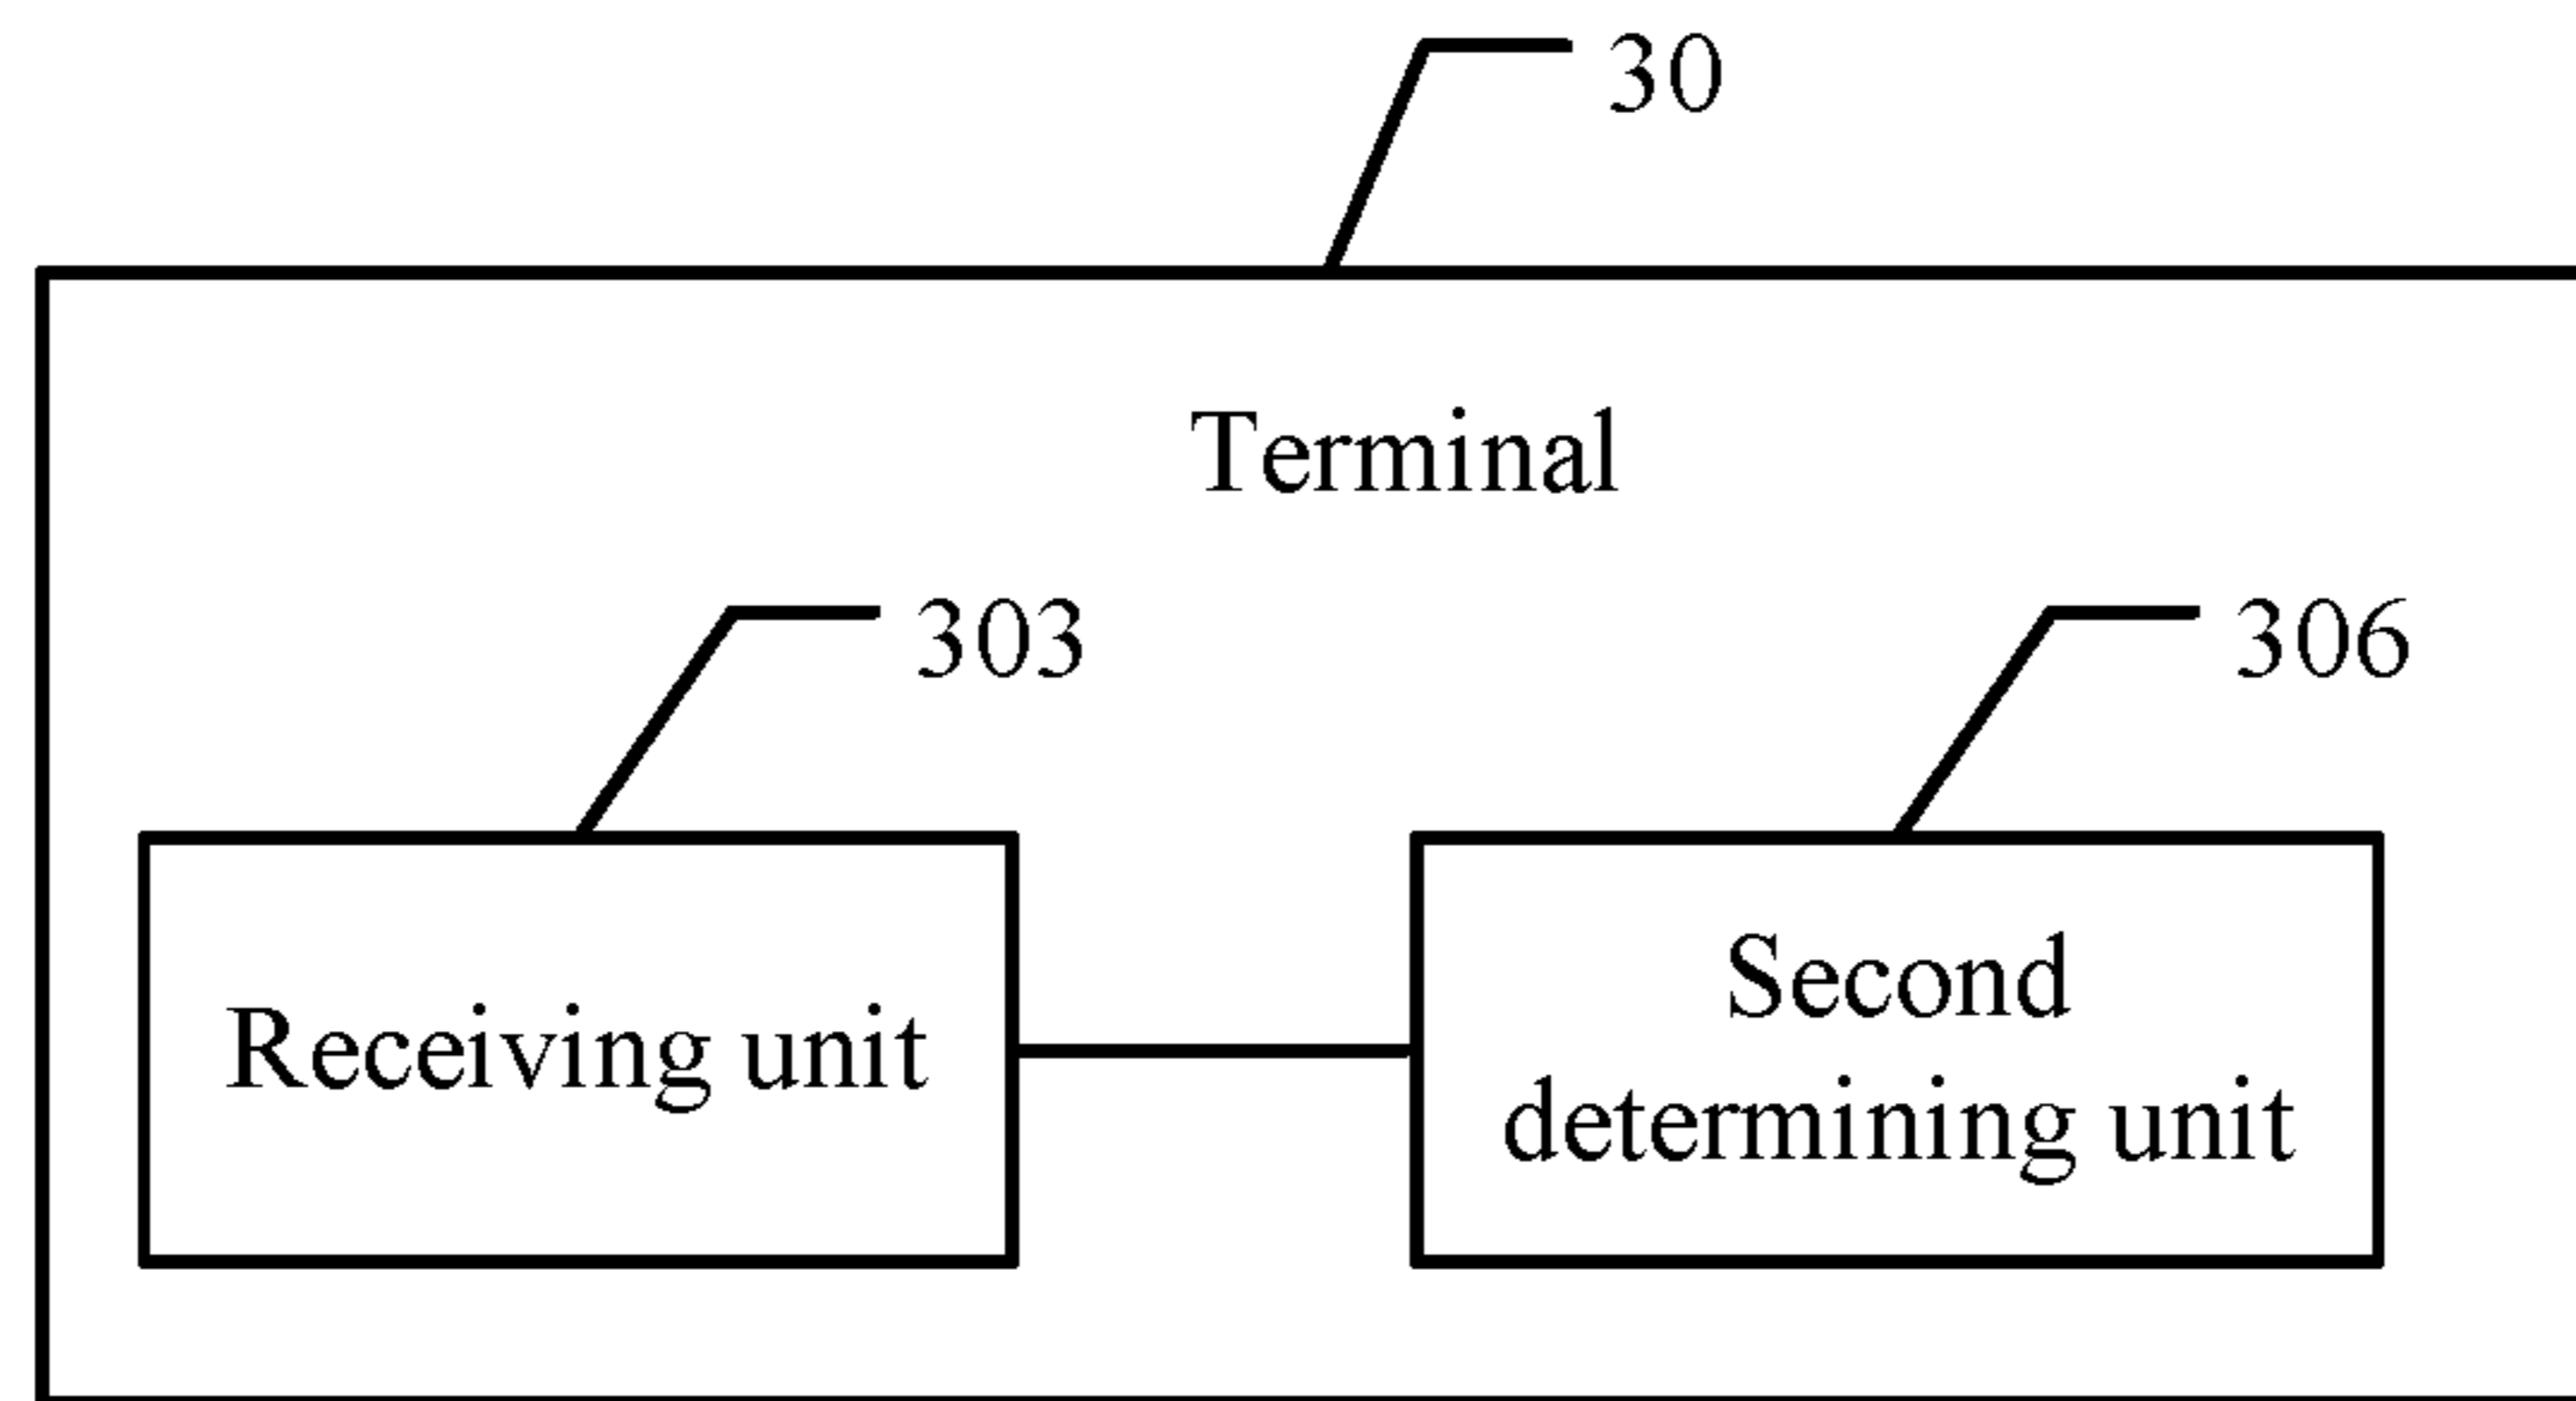 30
Terminal
303
306
Receiving unit
Second
determining unit